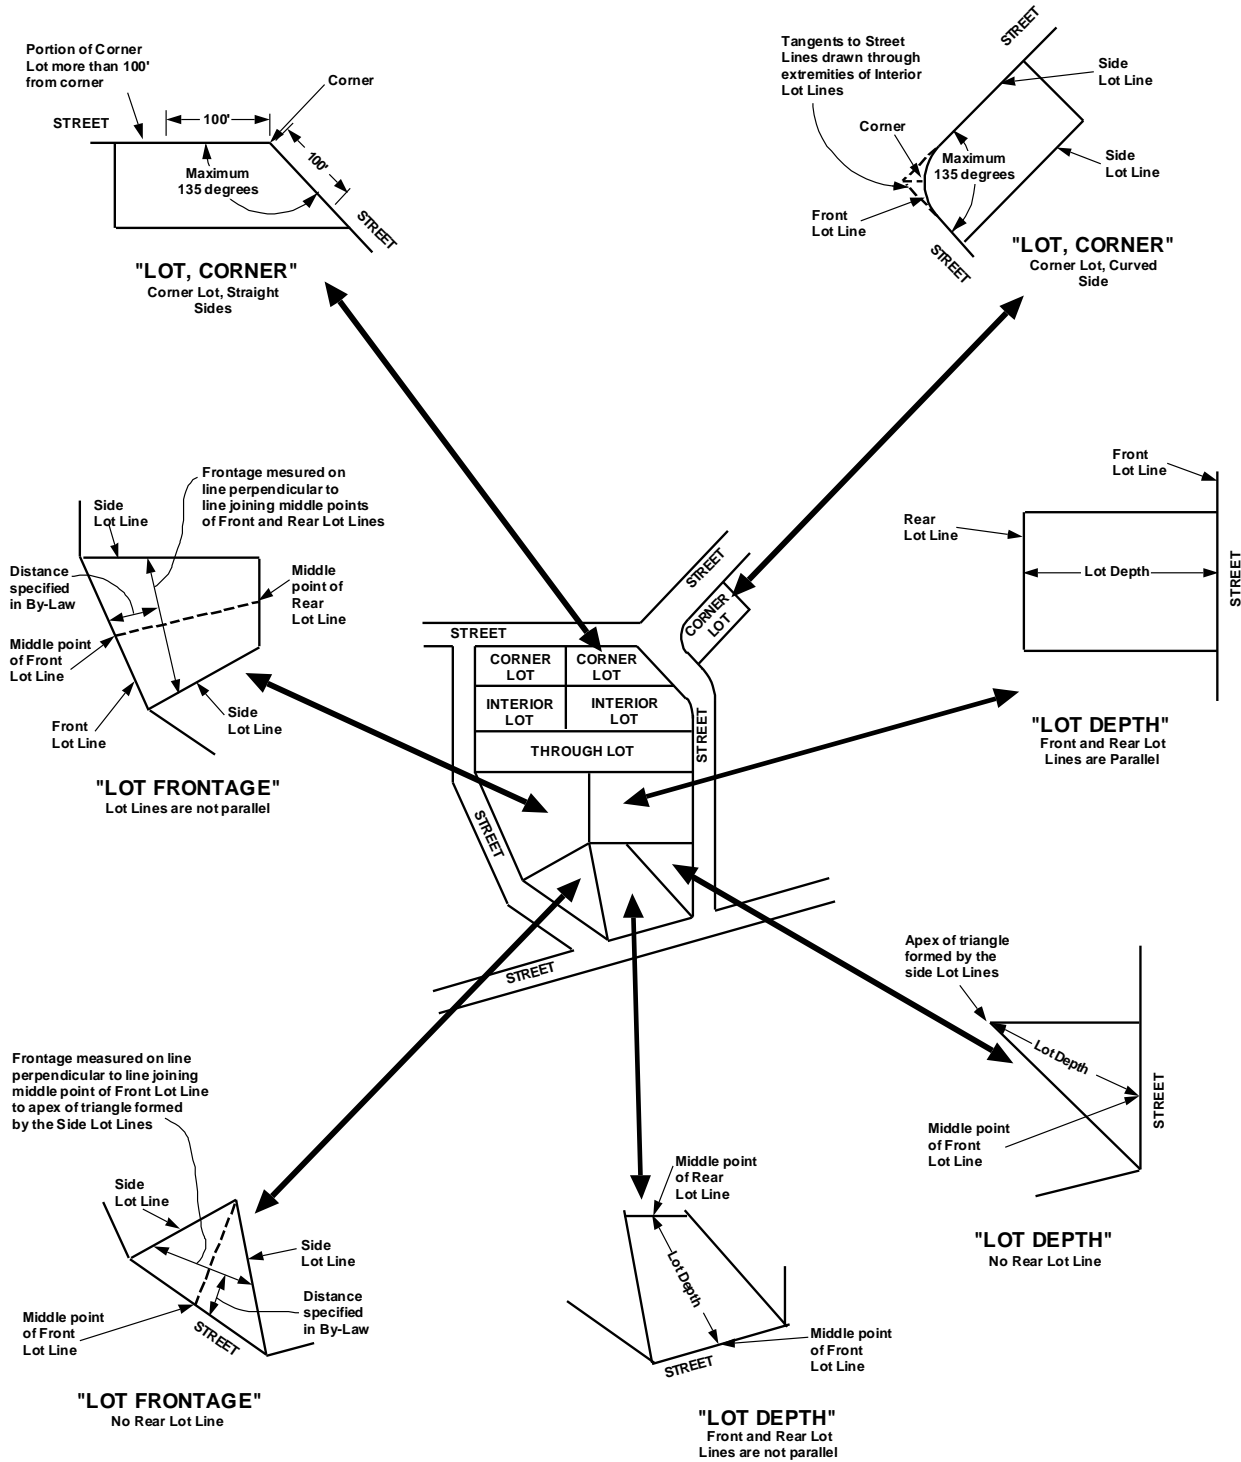 Portion of Corner
Lot more than 100'
from corner
STREET
100'
Corner
100'
Maximum
135 degrees
STREET
"LOT, CORNER"
Corner Lot, Straight
Sides
STREET
Tangents to Street
Lines drawn through
extremities of Interior
Lot Lines
Side
Lot Line
Corner
Maximum
135 degrees
Side
Lot Line
Front
Lot Line
STREET
"LOT, CORNER"
Corner Lot, Curved
Side
Frontage mesured on
line perpendicular to
line joining middle points
of Front and Rear Lot Lines
Side
Lot Line
Distance
specified
in By-Law
Middle
point of
Rear
Lot Line
Middle point
of Front
Lot Line
Front
Lot Line
Side
Lot Line
"LOT FRONTAGE"
Lot Lines are not parallel
STREET
STREET
CORNER
LOT
CORNER
LOT
CORNER
LOT
INTERIOR
LOT
INTERIOR
LOT
THROUGH LOT
STREET
STREET
STREET
Front
Lot Line
Rear
Lot Line
Lot Depth
STREET
"LOT DEPTH"
Front and Rear Lot
Lines are Parallel
Apex of triangle
formed by the
side Lot Lines
Lot Depth
STREET
Middle point
of Front
Lot Line
"LOT DEPTH"
No Rear Lot Line
Frontage measured on line
perpendicular to line joining
middle point of Front Lot Line
to apex of triangle formed
by the Side Lot Lines
Side
Lot Line
Side
Lot Line
Distance
specified
in By-Law
Middle point
of Front
Lot Line
STREET
"LOT FRONTAGE"
No Rear Lot Line
Middle point
of Rear
Lot Line
Lot Depth
Middle point
of Front
Lot Line
STREET
"LOT DEPTH"
Front and Rear Lot
Lines are not parallel